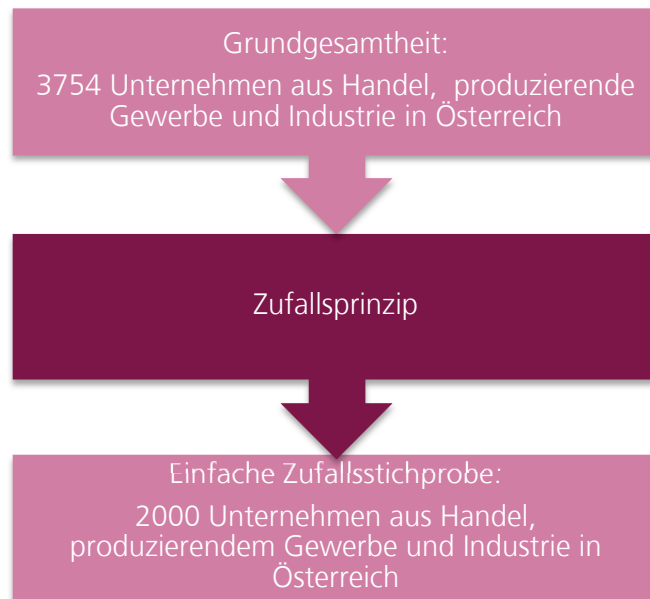 Grundgesamtheit:
3754 Unternehmen aus Handel, produzierende
Gewerbe und Industrie in Österreich
Zufallsprinzip
Einfache Zufallsstichprobe:
2000 Unternehmen aus Handel,
produzierendem Gewerbe und Industrie in
Österreich